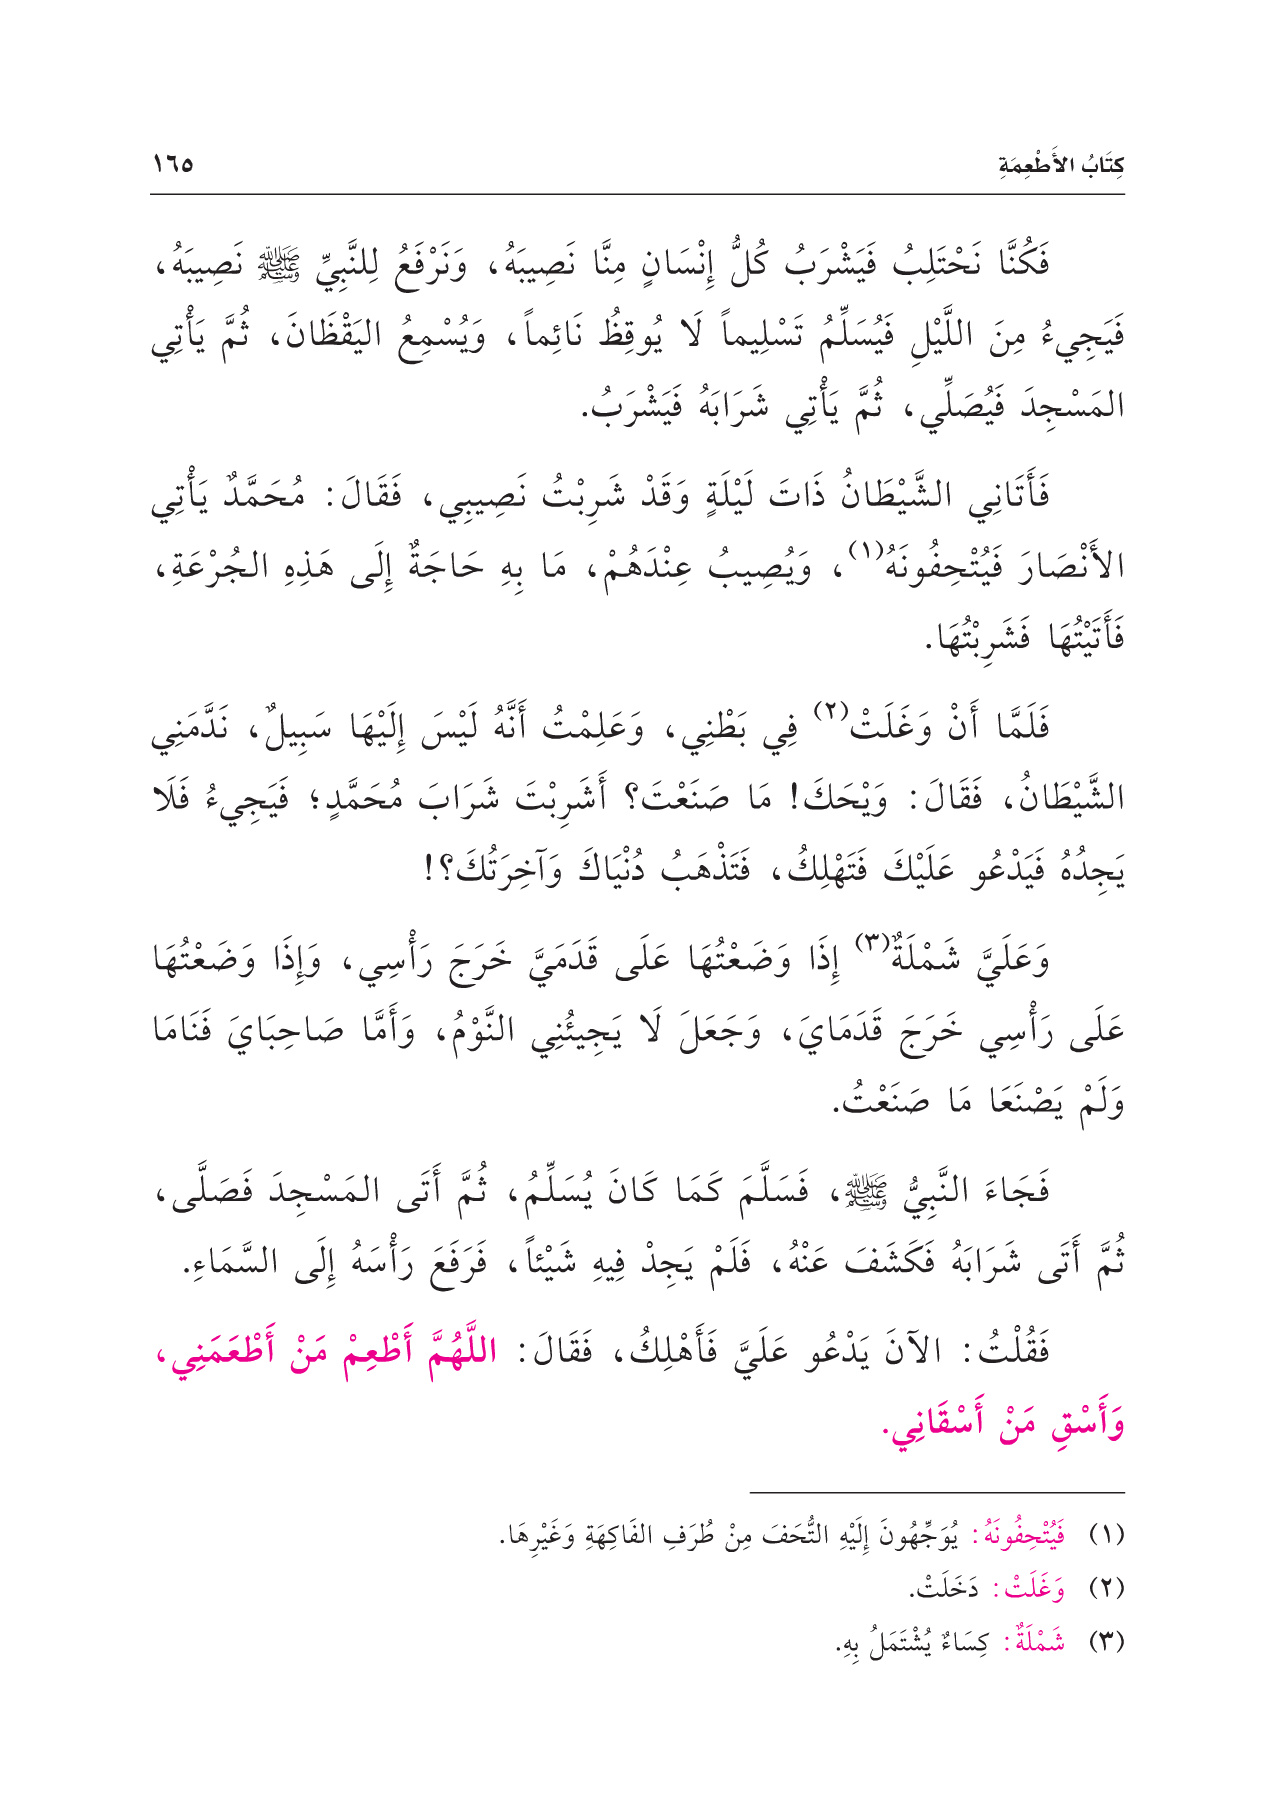 كِتَابُ الأَطْعِمَةِ ١٦٥
فَكُنَّا نَحْتَلِبُ فَيَشْرَبُ كُلُّ إِنْسَانٍ مِنَّا نَصِيبَهُ، وَنَرْفَعُ لِلنَّبِيِّ ﷺ نَصِيبَهُ،
فَيَجِيءُ مِنَ اللَّيْلِ فَيُسَلِّمُ تَسْلِيماً لَا يُوقِظُ نَائِماً، وَيُسْمِعُ اليَقْظَانَ، ثُمَّ يَأْتِي
المَسْجِدَ فَيُصَلِّي، ثُمَّ يَأْتِي شَرَابَهُ فَيَشْرَبُ.
فَأَتَانِي الشَّيْطَانُ ذَاتَ لَيْلَةٍ وَقَدْ شَرِبْتُ نَصِيبِي، فَقَالَ: مُحَمَّدٌ يَأْتِي
الأَنْصَارَ فَيُتْحِفُونَهُ(١)، وَيُصِيبُ عِنْدَهُمْ، مَا بِهِ حَاجَةٌ إِلَى هَذِهِ الجُرْعَةِ،
فَأَتَيْتُهَا فَشَرِبْتُهَا.
فَلَمَّا أَنْ وَغَلَتْ(٢) فِي بَطْنِي، وَعَلِمْتُ أَنَّهُ لَيْسَ إِلَيْهَا سَبِيلٌ، نَدَّمَنِي
الشَّيْطَانُ، فَقَالَ: وَيْحَكَ! مَا صَنَعْتَ؟ أَشَرِبْتَ شَرَابَ مُحَمَّدٍ؛ فَيَجِيءُ فَلَا
يَجِدُهُ فَيَدْعُو عَلَيْكَ فَتَهْلِكُ، فَتَذْهَبُ دُنْيَاكَ وَآخِرَتُكَ؟!
وَعَلَيَّ شَمْلَةٌ(٣) إِذَا وَضَعْتُهَا عَلَى قَدَمَيَّ خَرَجَ رَأْسِي، وَإِذَا وَضَعْتُهَا
عَلَى رَأْسِي خَرَجَ قَدَمَايَ، وَجَعَلَ لَا يَجِيئُنِي النَّوْمُ، وَأَمَّا صَاحِبَايَ فَنَامَا
وَلَمْ يَصْنَعَا مَا صَنَعْتُ.
فَجَاءَ النَّبِيُّ ﷺ، فَسَلَّمَ كَمَا كَانَ يُسَلِّمُ، ثُمَّ أَتَى المَسْجِدَ فَصَلَّى،
ثُمَّ أَتَى شَرَابَهُ فَكَشَفَ عَنْهُ، فَلَمْ يَجِدْ فِيهِ شَيْئاً، فَرَفَعَ رَأْسَهُ إِلَى السَّمَاءِ.
فَقُلْتُ: الآنَ يَدْعُو عَلَيَّ فَأَهْلِكُ، فَقَالَ: اللَّهُمَّ أَطْعِمْ مَنْ أَطْعَمَنِي،
وَأَسْقِ مَنْ أَسْقَانِي.
(١) فَيُتْحِفُونَهُ: يُوَجِّهُونَ إِلَيْهِ التُّحَفَ مِنْ طُرَفِ الفَاكِهَةِ وَغَيْرِهَا.
(٢) وَغَلَتْ: دَخَلَتْ.
(٣) شَمْلَةٌ: كِسَاءٌ يُشْتَمَلُ بِهِ.